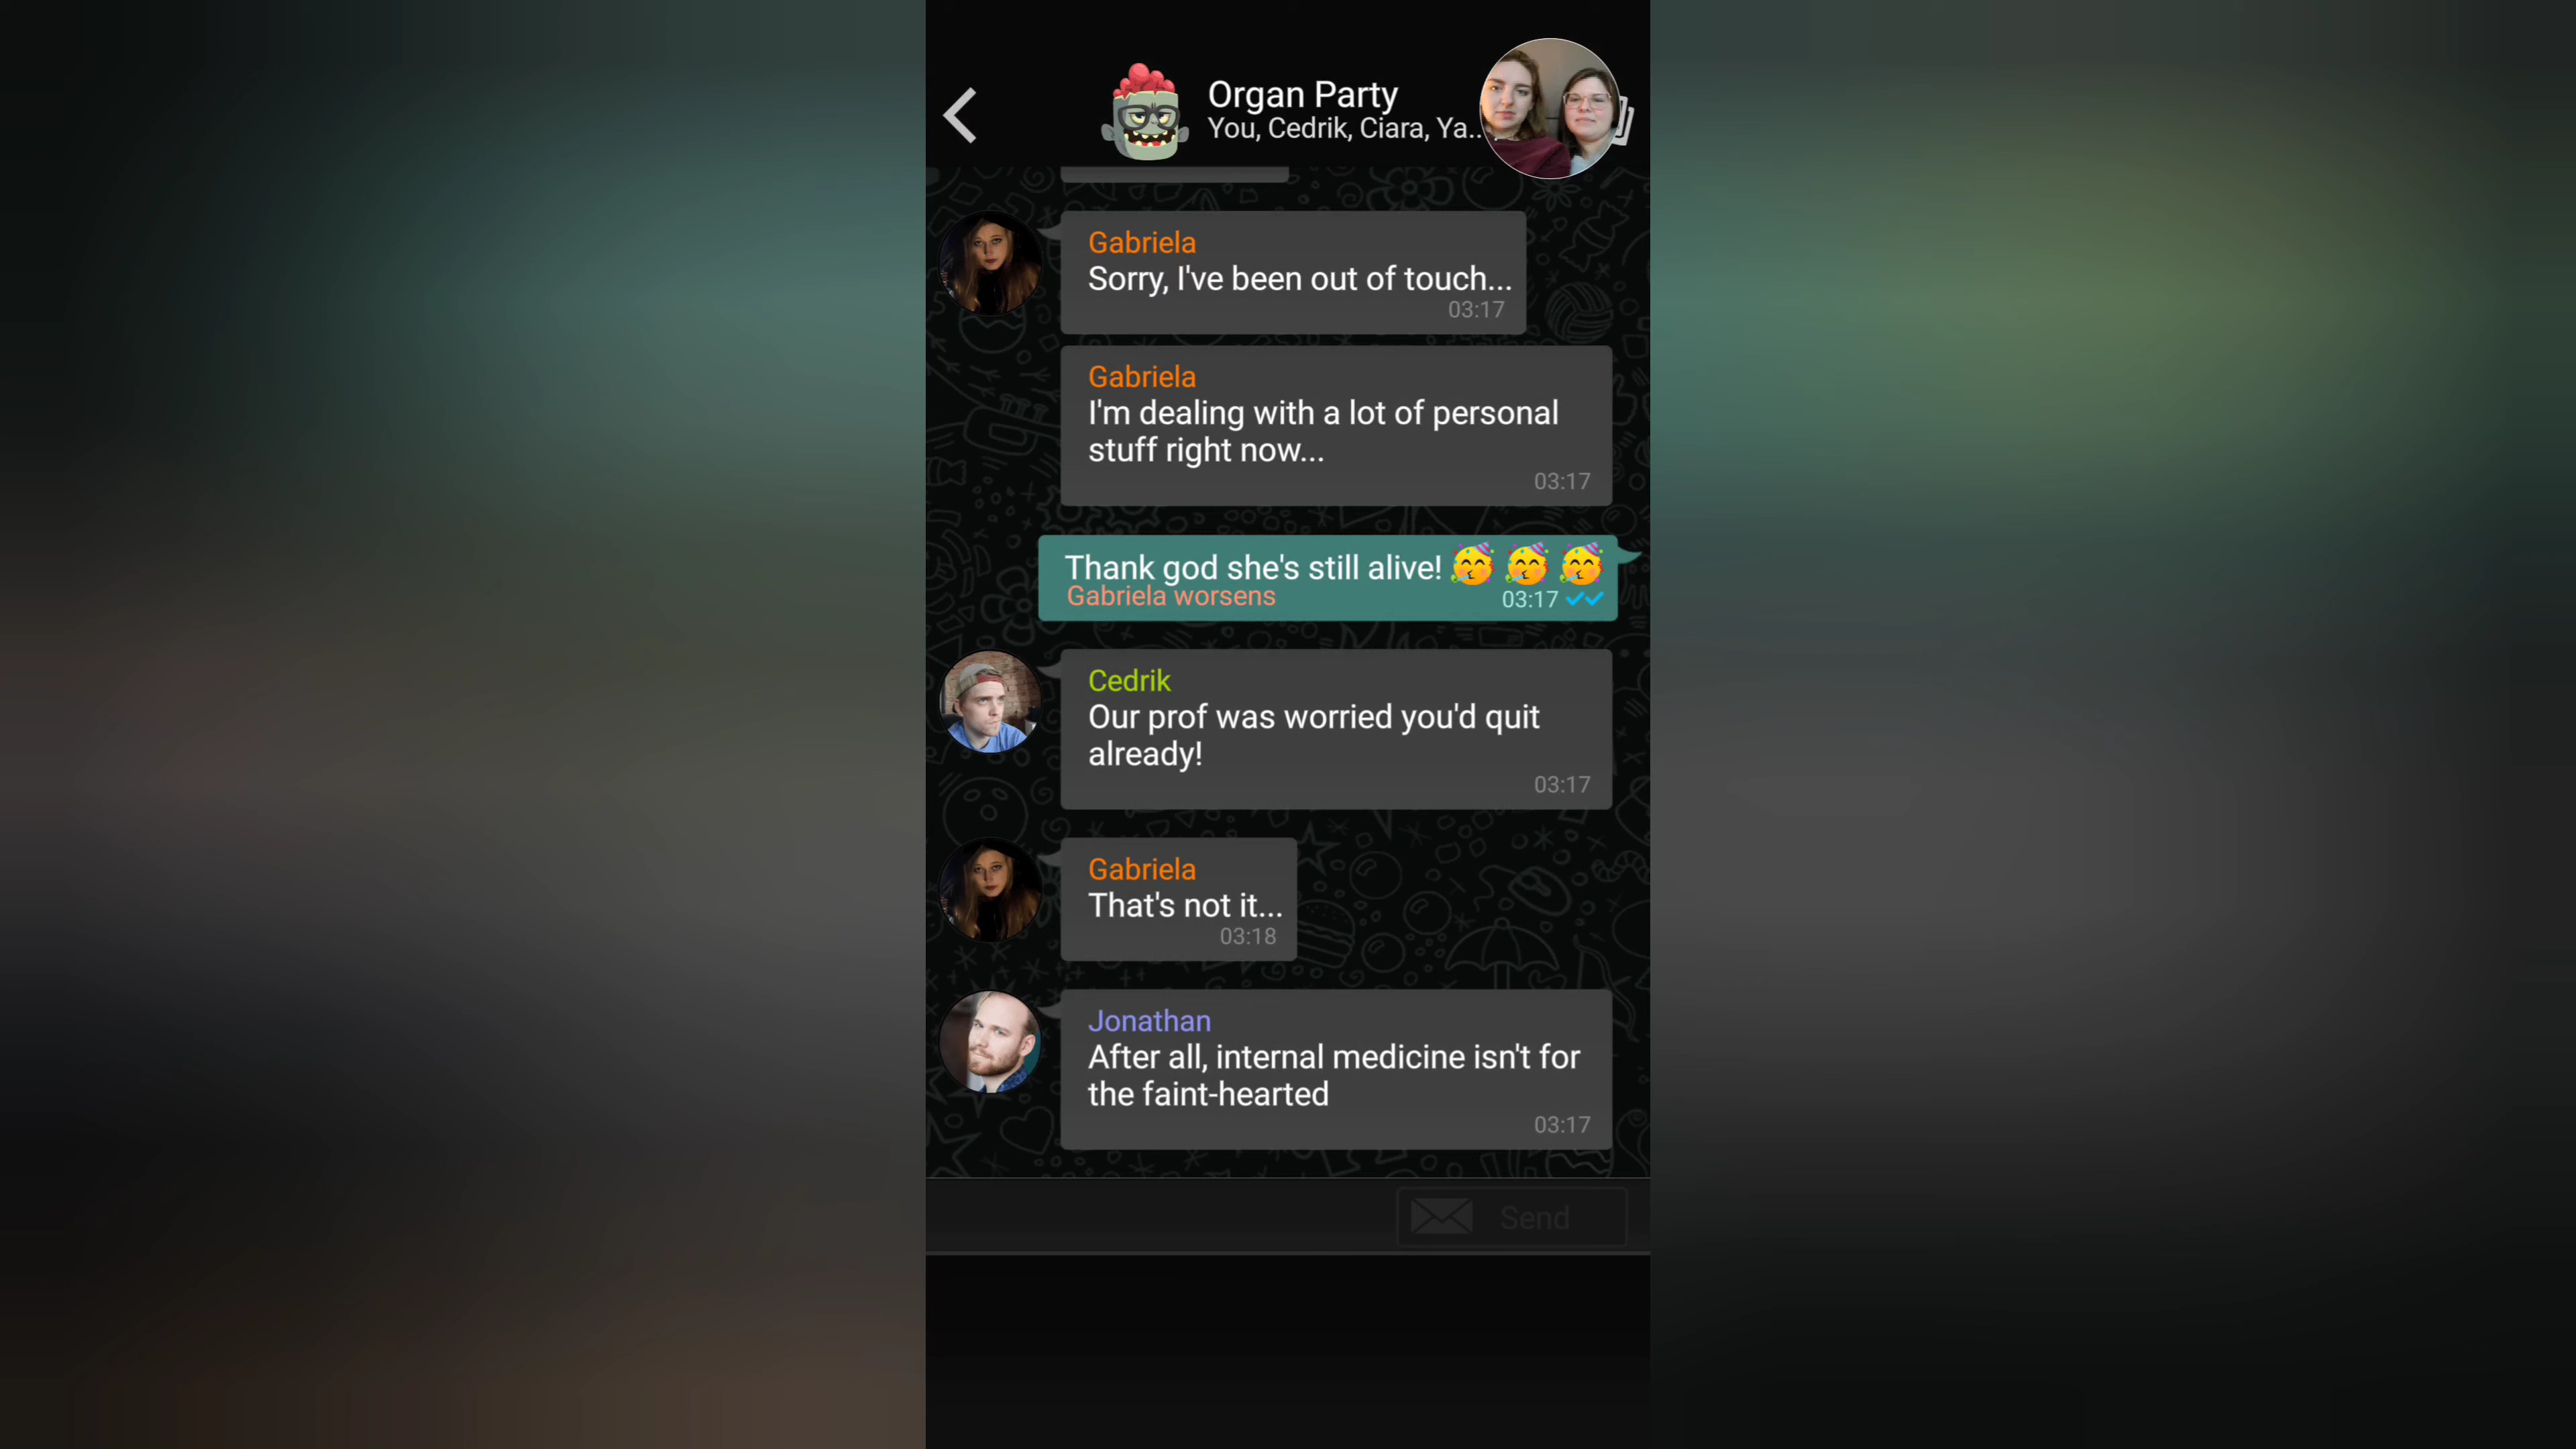 Organ Party
You, Cedrik, Ciara, Ya..
Gabriela
Sorry, I've been out of touch...
03:17
Gabriela
I'm dealing with a lot of personal
stuff right now...
03:17
Thank god she's still alive! 🥳 🥳 🥳
Gabriela worsens
03:17
Cedrik
Our prof was worried you'd quit
already!
03:17
Gabriela
That's not it...
03:18
Jonathan
After all, internal medicine isn't for
the faint-hearted
03:17
Send